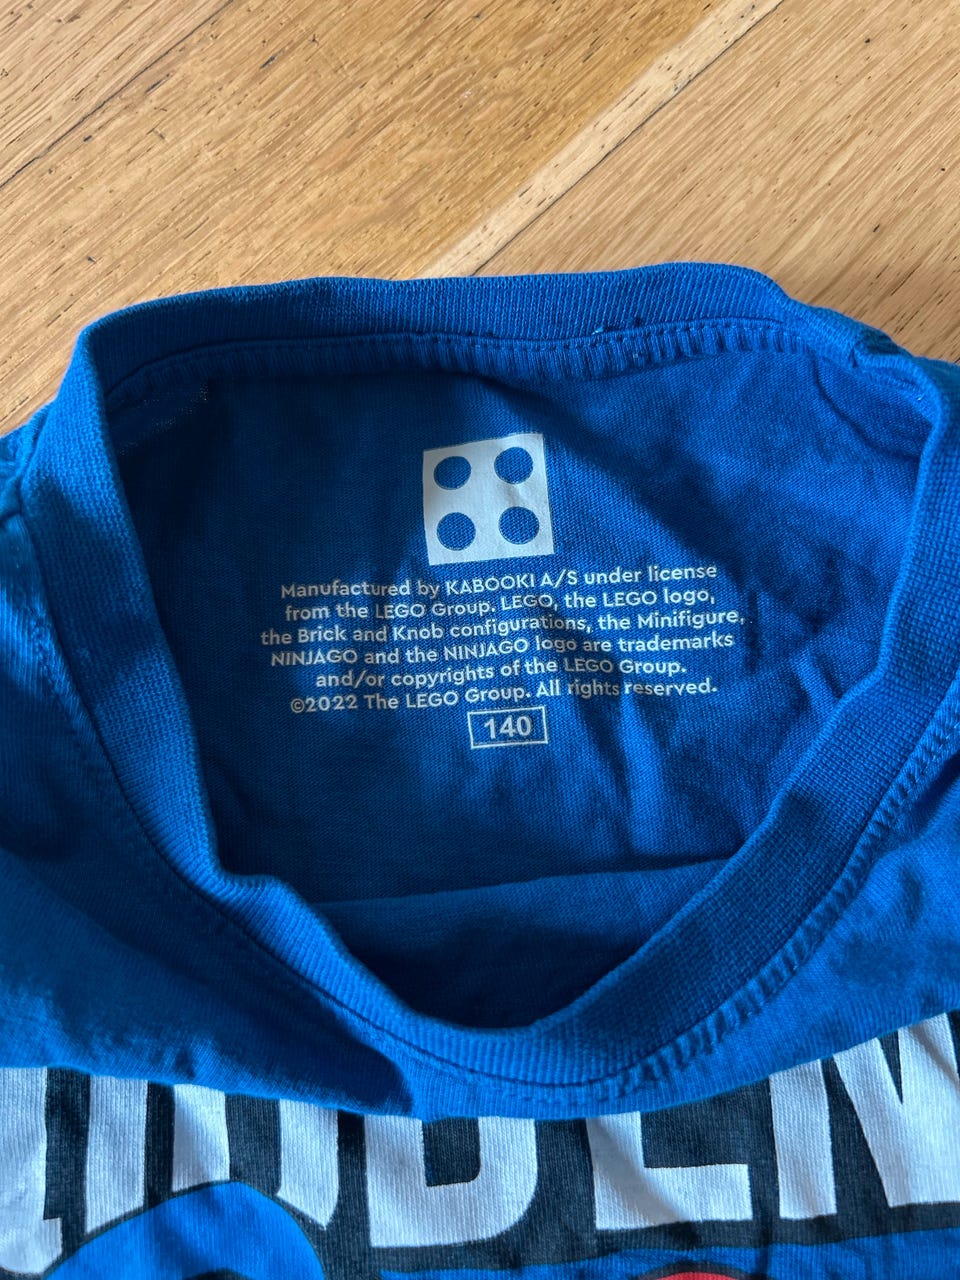 Manufactured by KABOOKI A/S under license
from the LEGO Group. LEGO, the LEGO logo,
the Brick and Knob configurations, the Minifigure,
NINJAGO and the NINJAGO logo are trademarks
and/or copyrights of the LEGO Group.
©2022 The LEGO Group. All rights reserved.
140